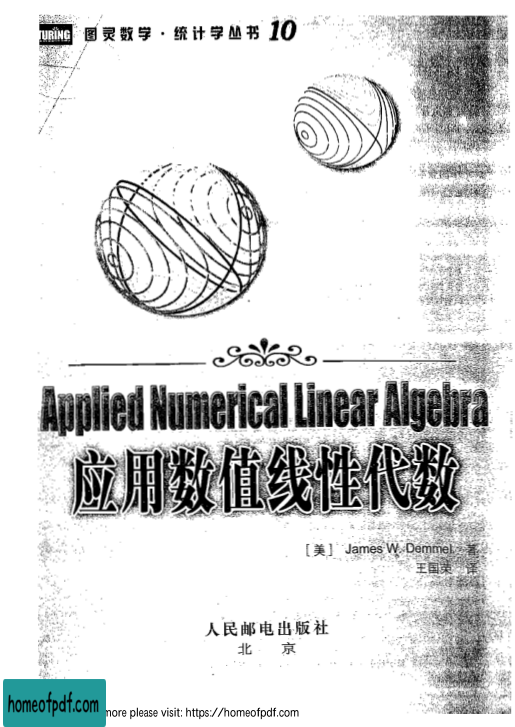 TURING 图灵数学·统计学丛书 10
Applied Numerical Linear Algebra
应用数值线性代数
[美] James W. Demmel 著
王国荣 译
人民邮电出版社
北 京
homeofpdf.com
more please visit: https://homeofpdf.com